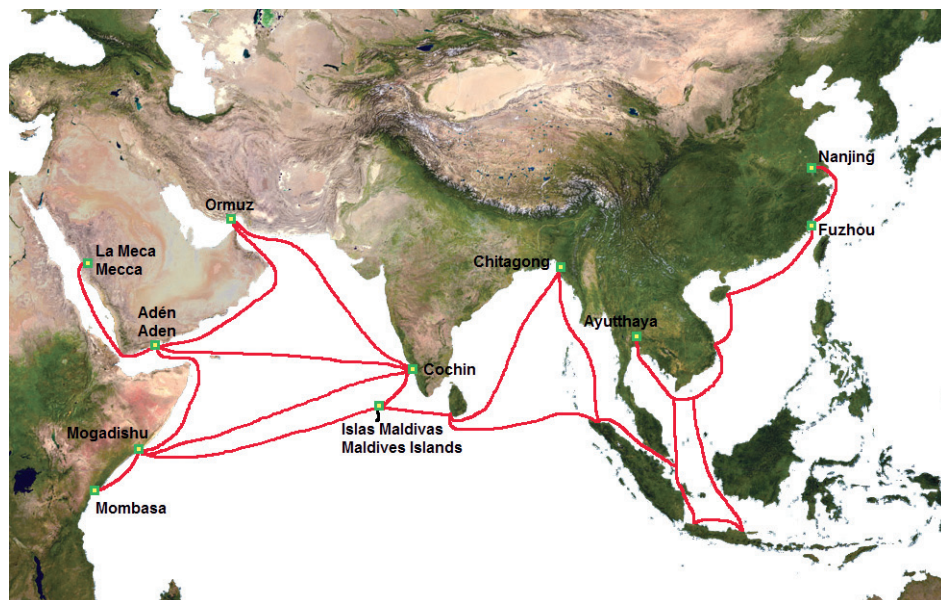 Nanjing
Ormuz
Fuzhou
La Meca
Mecca
Chitagong
Adén
Aden
Ayutthaya
Cochin
Islas Maldivas
Maldives Islands
Mogadishu
Mombasa